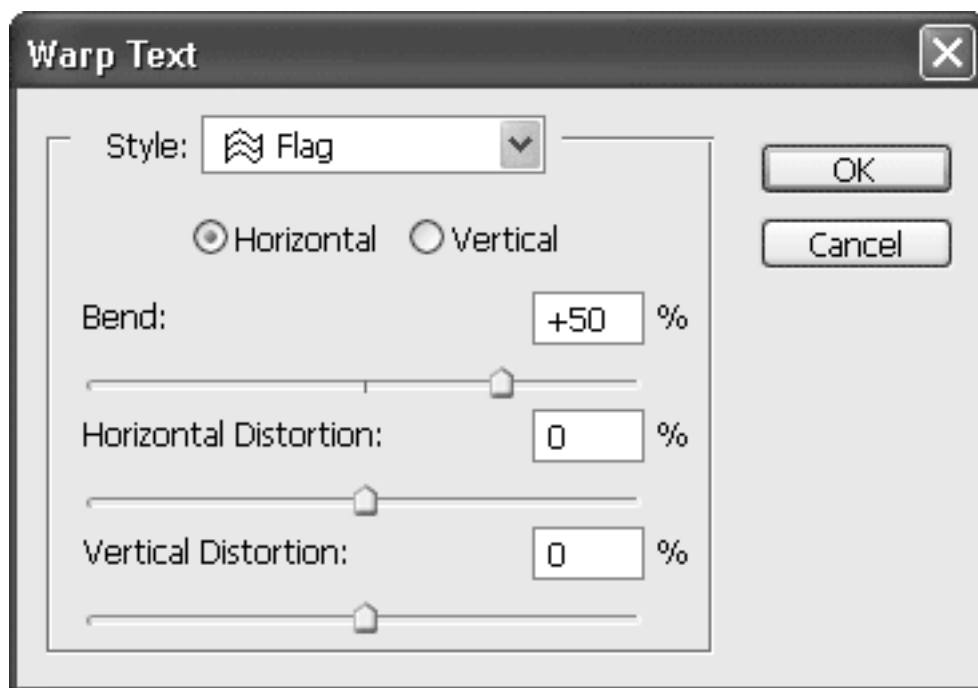 Warp Text
Style: Flag
OK
Horizontal Vertical
Cancel
Bend: +50 %
Horizontal Distortion: 0 %
Vertical Distortion: 0 %